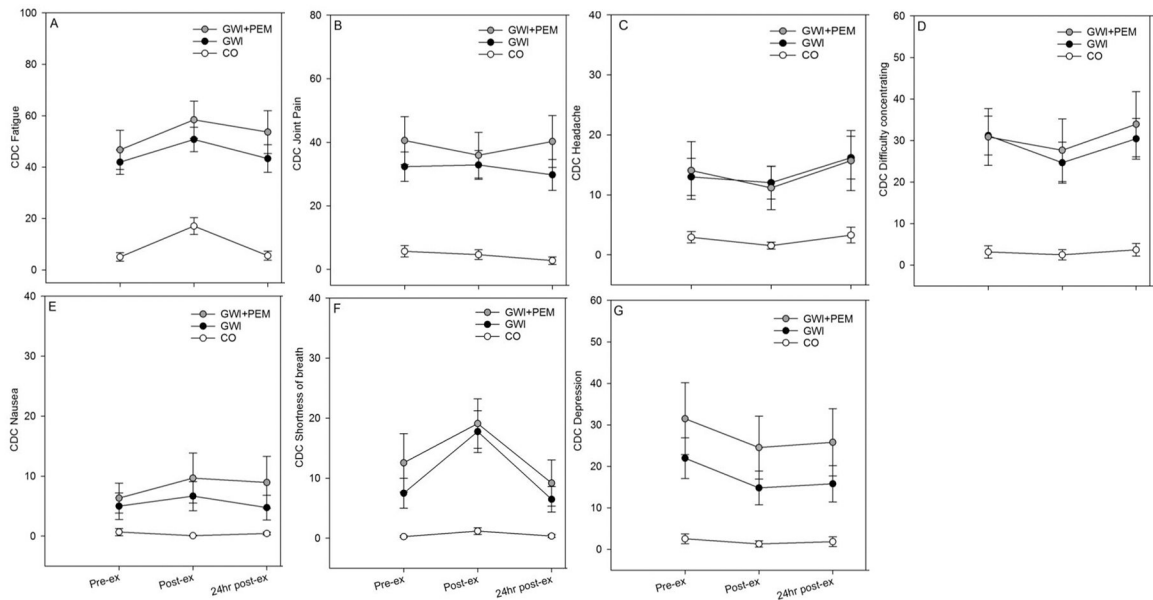 A
GWI+PEM
GWI
CO
100
80
60
40
20
0
CDC Fatigue
B
GWI+PEM
GWI
CO
80
60
40
20
0
CDC Joint Pain
C
GWI+PEM
GWI
CO
40
30
20
10
0
CDC Headache
D
GWI+PEM
GWI
CO
60
50
40
30
20
10
0
CDC Difficulty concentrating
E
GWI+PEM
GWI
CO
40
30
20
10
0
CDC Nausea
Pre-ex
Post-ex
24hr post-ex
F
GWI+PEM
GWI
CO
40
30
20
10
0
CDC Shortness of breath
Pre-ex
Post-ex
24hr post-ex
G
GWI+PEM
GWI
CO
60
50
40
30
20
10
0
CDC Depression
Pre-ex
Post-ex
24hr post-ex